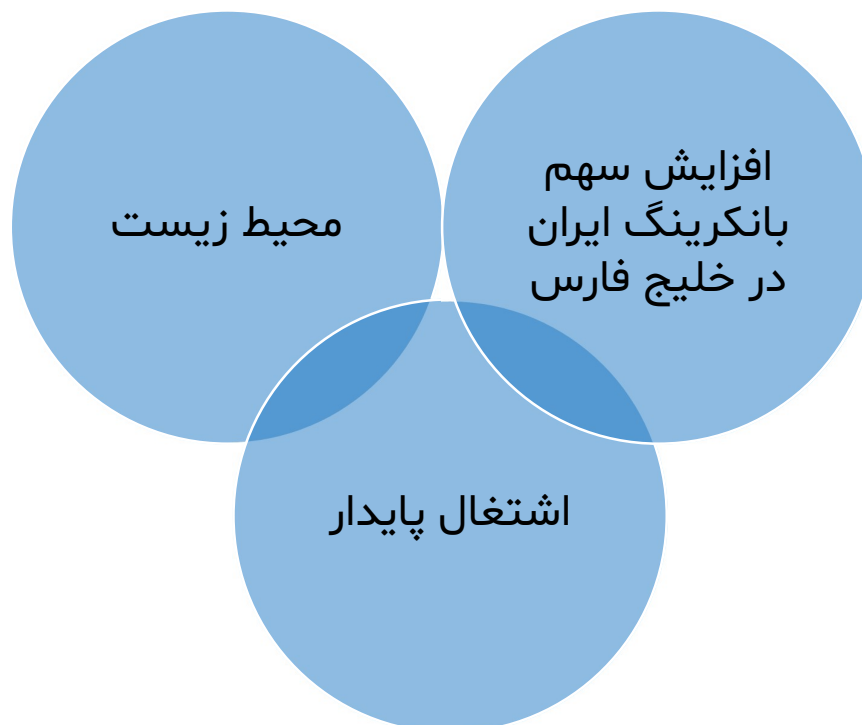 افزایش سهم
بانکرینگ ایران
در خلیج فارس
محیط زیست
اشتغال پایدار